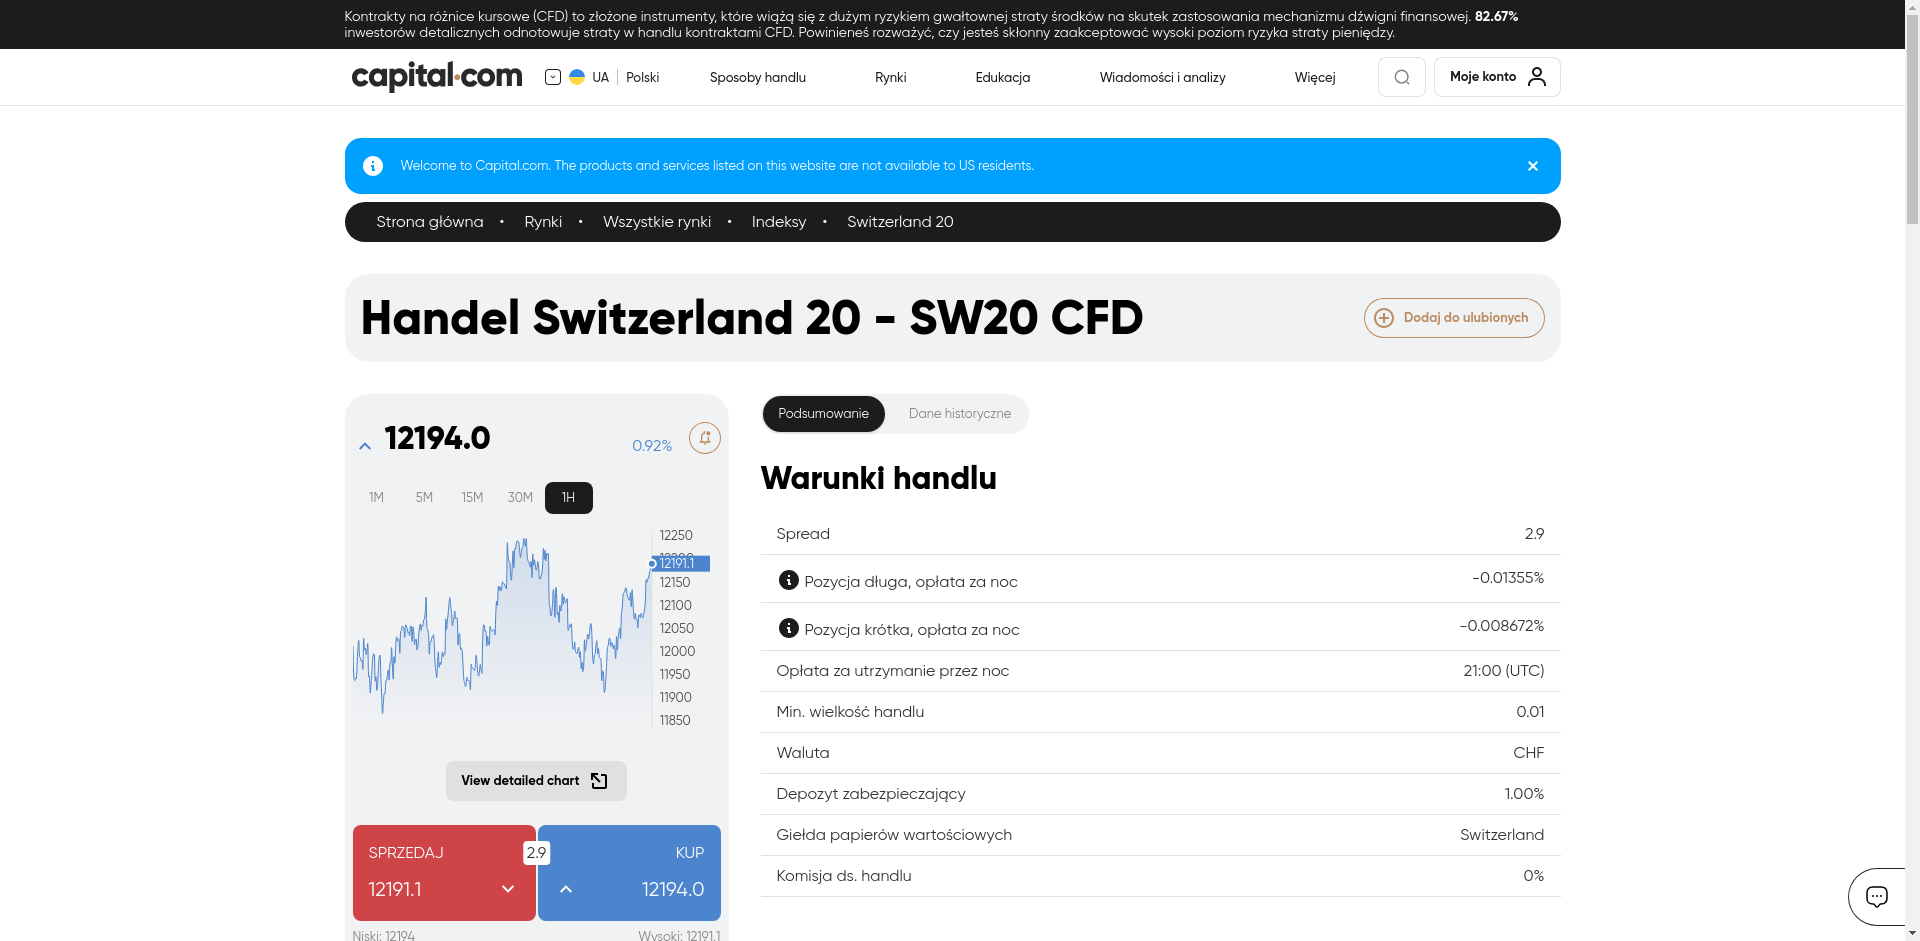 Kontrakty na różnice kursowe (CFD) to złożone instrumenty, które wiążą się z dużym ryzykiem gwałtownej straty środków na skutek zastosowania mechanizmu dźwigni finansowej. 82.67%
inwestorów detalicznych odnotowuje straty w handlu kontraktami CFD. Powinieneś rozważyć, czy jesteś skłonny zaakceptować wysoki poziom ryzyka straty pieniędzy.
capital.com
UA Polski
Sposoby handlu
Rynki
Edukacja
Wiadomości i analizy
Więcej
Moje konto
Welcome to Capital.com. The products and services listed on this website are not available to US residents.
Strona główna • Rynki • Wszystkie rynki • Indeksy • Switzerland 20
Handel Switzerland 20 - SW20 CFD
Dodaj do ulubionych
12194.0
0.92%
1M 5M 15M 30M 1H
12250
12191.1
12150
12100
12050
12000
11950
11900
11850
View detailed chart
SPRZEDAJ
12191.1
2.9
KUP
12194.0
Niski: 12194
Wysoki: 12191.1
Podsumowanie
Dane historyczne
Warunki handlu
Spread 2.9
Pozycja długa, opłata za noc -0.01355%
Pozycja krótka, opłata za noc -0.008672%
Opłata za utrzymanie przez noc 21:00 (UTC)
Min. wielkość handlu 0.01
Waluta CHF
Depozyt zabezpieczający 1.00%
Giełda papierów wartościowych Switzerland
Komisja ds. handlu 0%